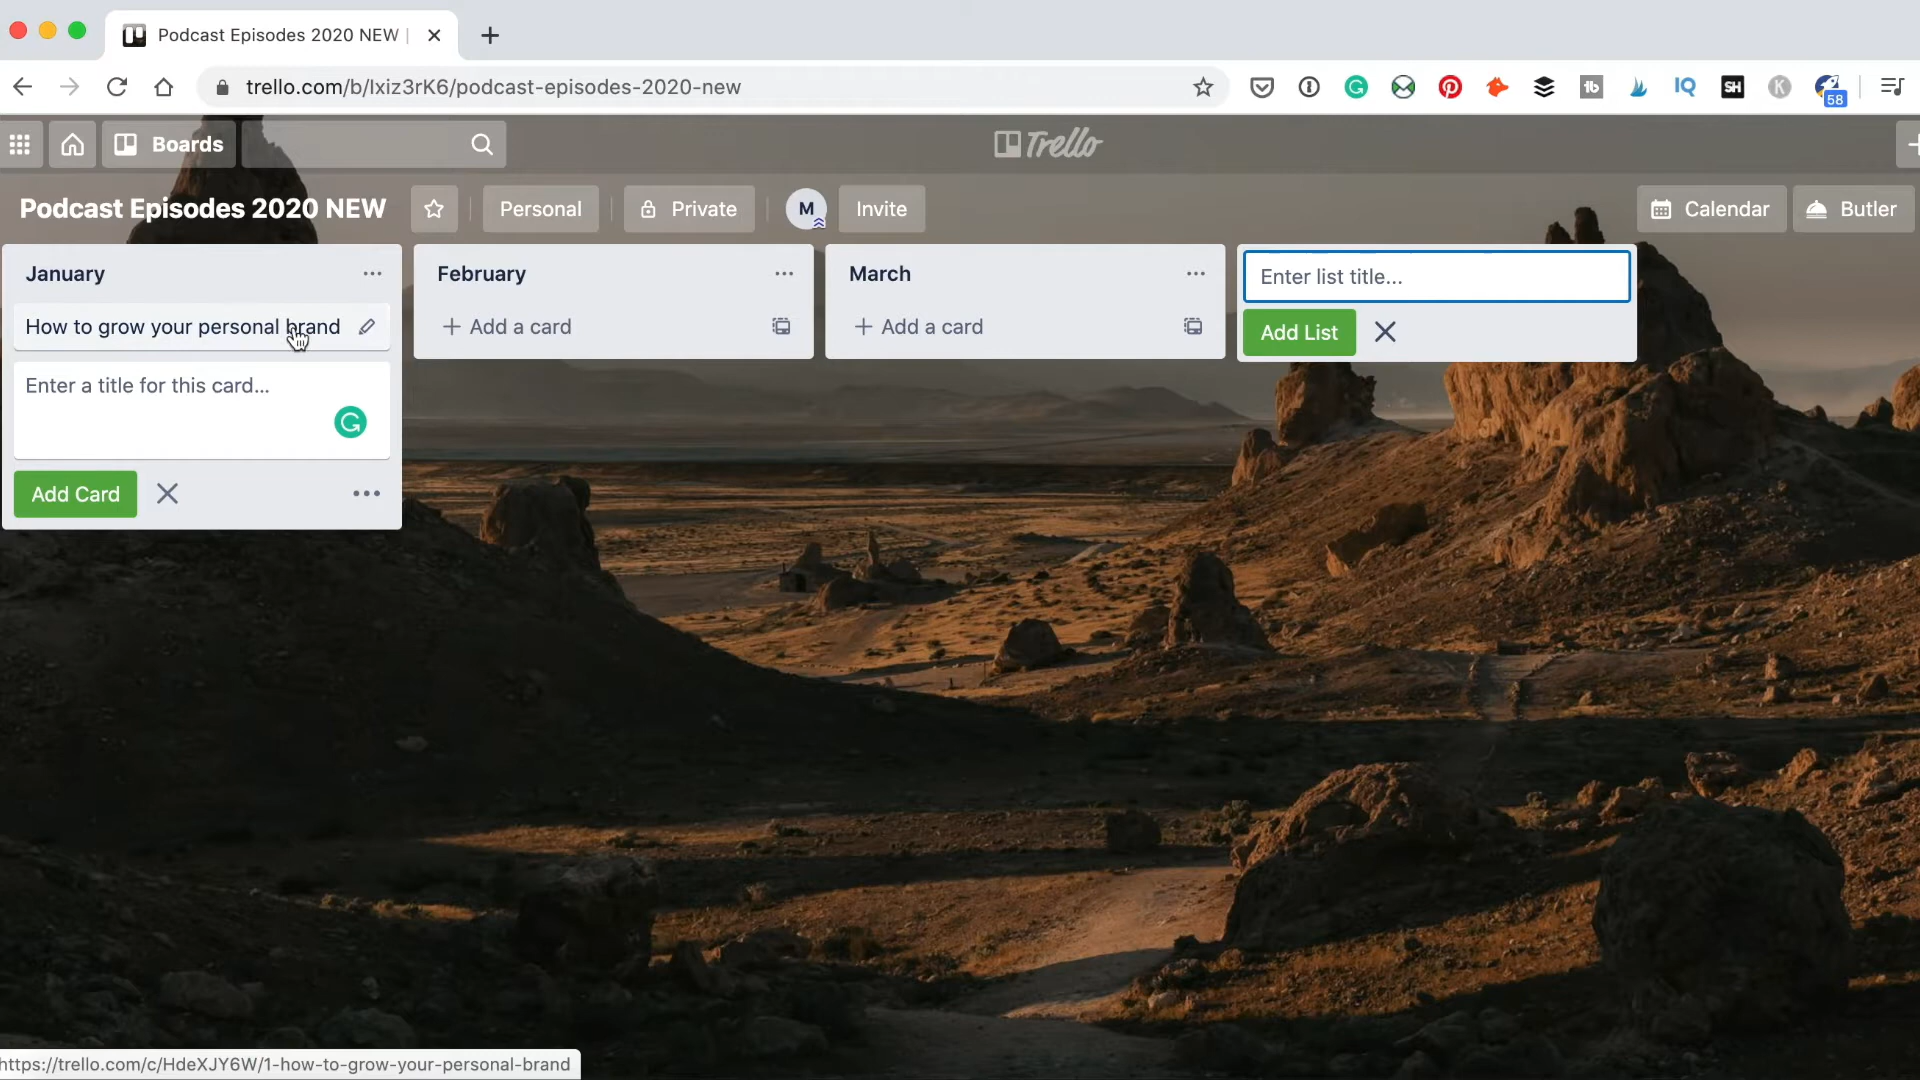 Podcast Episodes 2020 NEW |
trello.com/b/lxiz3rK6/podcast-episodes-2020-new
58
Boards
Trello
Podcast Episodes 2020 NEW
Personal
Private
M
Invite
Calendar
Butler
January
How to grow your personal brand
Enter a title for this card...
Add Card
February
Add a card
March
Add a card
Enter list title...
Add List
https://trello.com/c/HdeXJY6W/1-how-to-grow-your-personal-brand